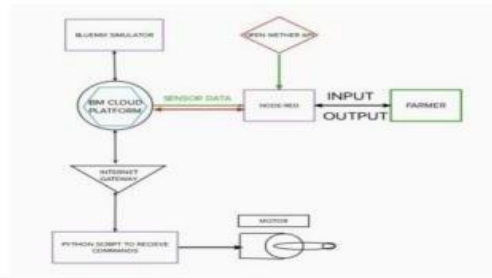 BLUEMIX SIMULATOR
OPEN WETHER API
IBM CLOUD
PLATFORM
SENSOR DATA
NODE-RED
INPUT
OUTPUT
FARMER
INTERNET
GATEWAY
MOTOR
PYTHON SCRIPT TO RECIEVE
COMMANDS